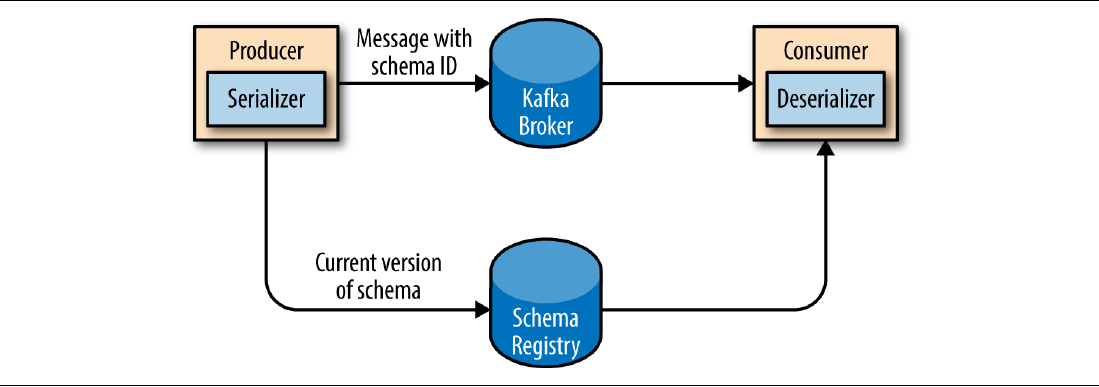 Producer
Serializer
Message with
schema ID
Kafka
Broker
Consumer
Deserializer
Current version
of schema
Schema
Registry